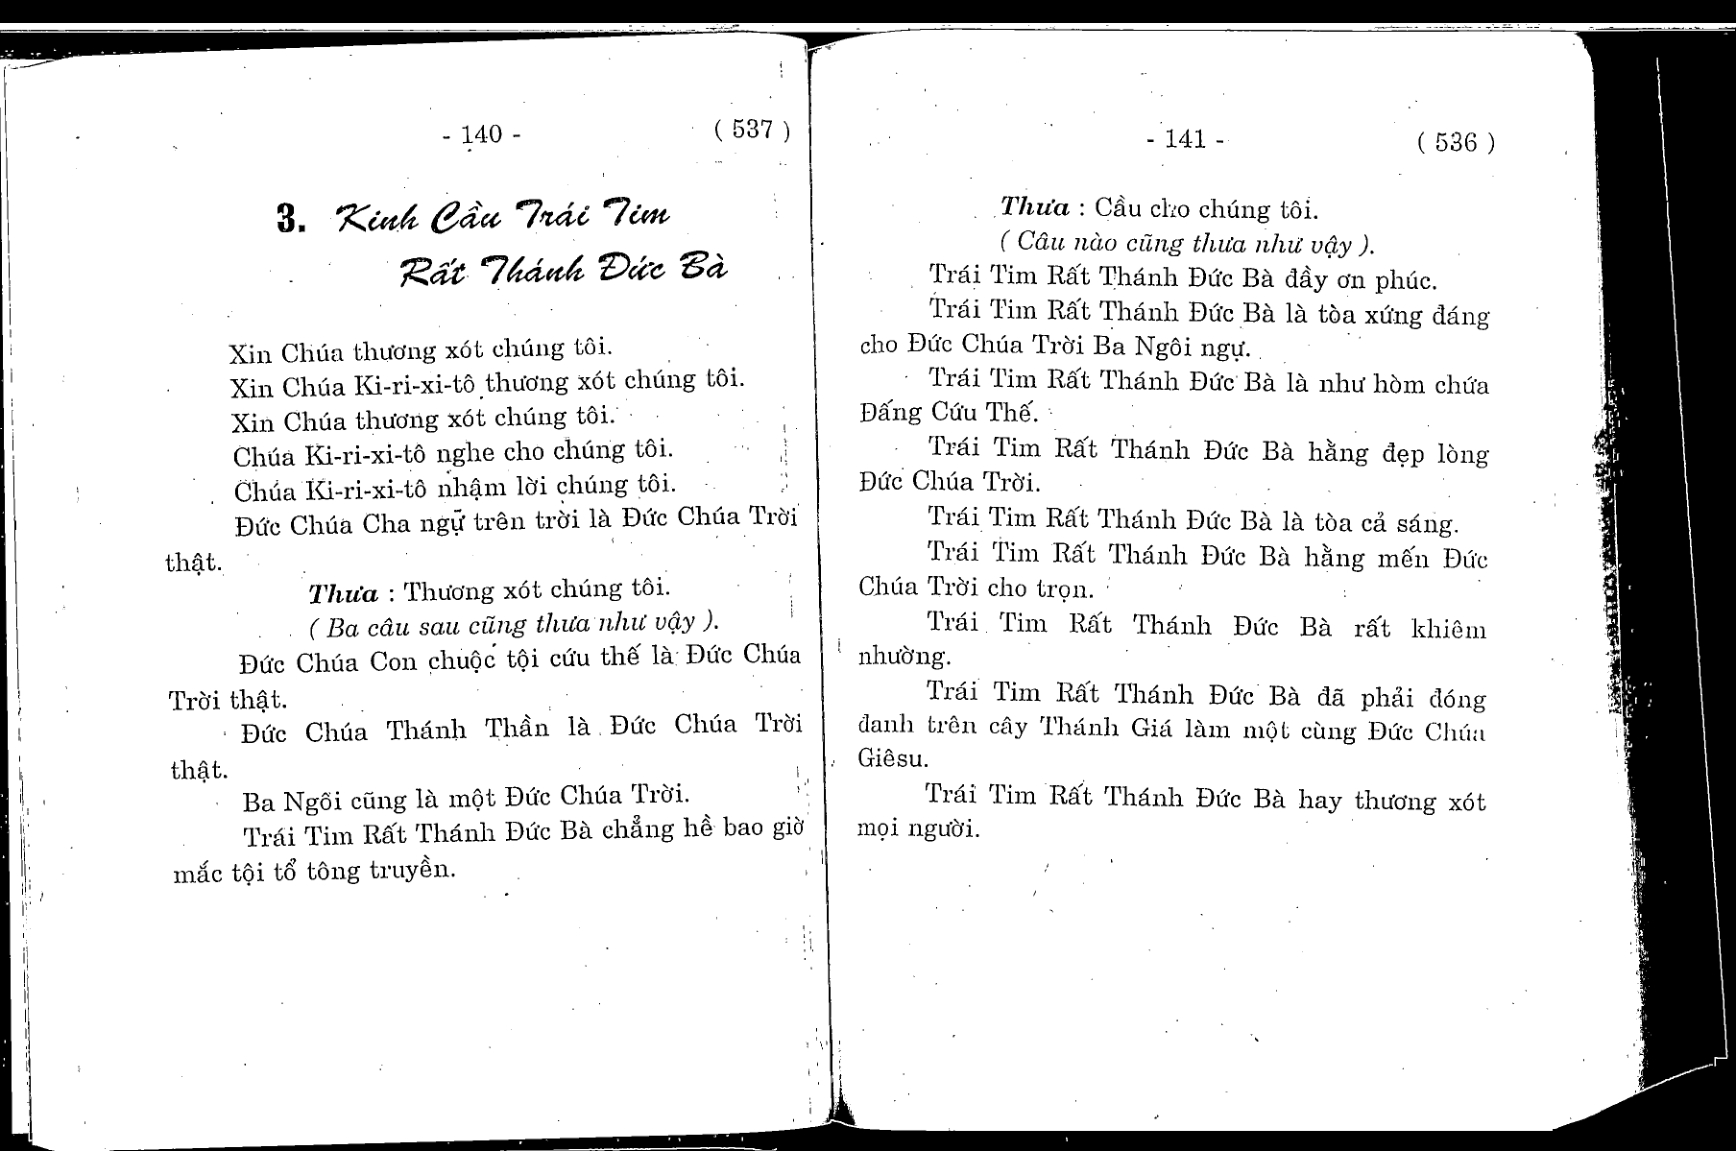 - 140 - ( 537 )
3. Kinh Cầu Trái Tim
Rất Thánh Đức Bà
Xin Chúa thương xót chúng tôi.
Xin Chúa Ki-ri-xi-tô thương xót chúng tôi.
Xin Chúa thương xót chúng tôi.
Chúa Ki-ri-xi-tô nghe cho chúng tôi.
Chúa Ki-ri-xi-tô nhậm lời chúng tôi.
Đức Chúa Cha ngự trên trời là Đức Chúa Trời
thật.
Thưa : Thương xót chúng tôi.
( Ba câu sau cũng thưa như vậy ).
Đức Chúa Con chuộc tội cứu thế là Đức Chúa
Trời thật.
Đức Chúa Thánh Thần là Đức Chúa Trời
thật.
Ba Ngôi cũng là một Đức Chúa Trời.
Trái Tim Rất Thánh Đức Bà chẳng hề bao giờ
mắc tội tổ tông truyền.
- 141 - ( 536 )
Thưa : Cầu cho chúng tôi.
( Câu nào cũng thưa như vậy ).
Trái Tim Rất Thánh Đức Bà đầy ơn phúc.
Trái Tim Rất Thánh Đức Bà là tòa xứng đáng
cho Đức Chúa Trời Ba Ngôi ngự.
Trái Tim Rất Thánh Đức Bà là như hòm chứa
Đấng Cứu Thế.
Trái Tim Rất Thánh Đức Bà hằng đẹp lòng
Đức Chúa Trời.
Trái Tim Rất Thánh Đức Bà là tòa cả sáng.
Trái Tim Rất Thánh Đức Bà hằng mến Đức
Chúa Trời cho trọn.
Trái Tim Rất Thánh Đức Bà rất khiêm
nhường.
Trái Tim Rất Thánh Đức Bà đã phải đóng
đanh trên cây Thánh Giá làm một cùng Đức Chúa
Giêsu.
Trái Tim Rất Thánh Đức Bà hay thương xót
mọi người.